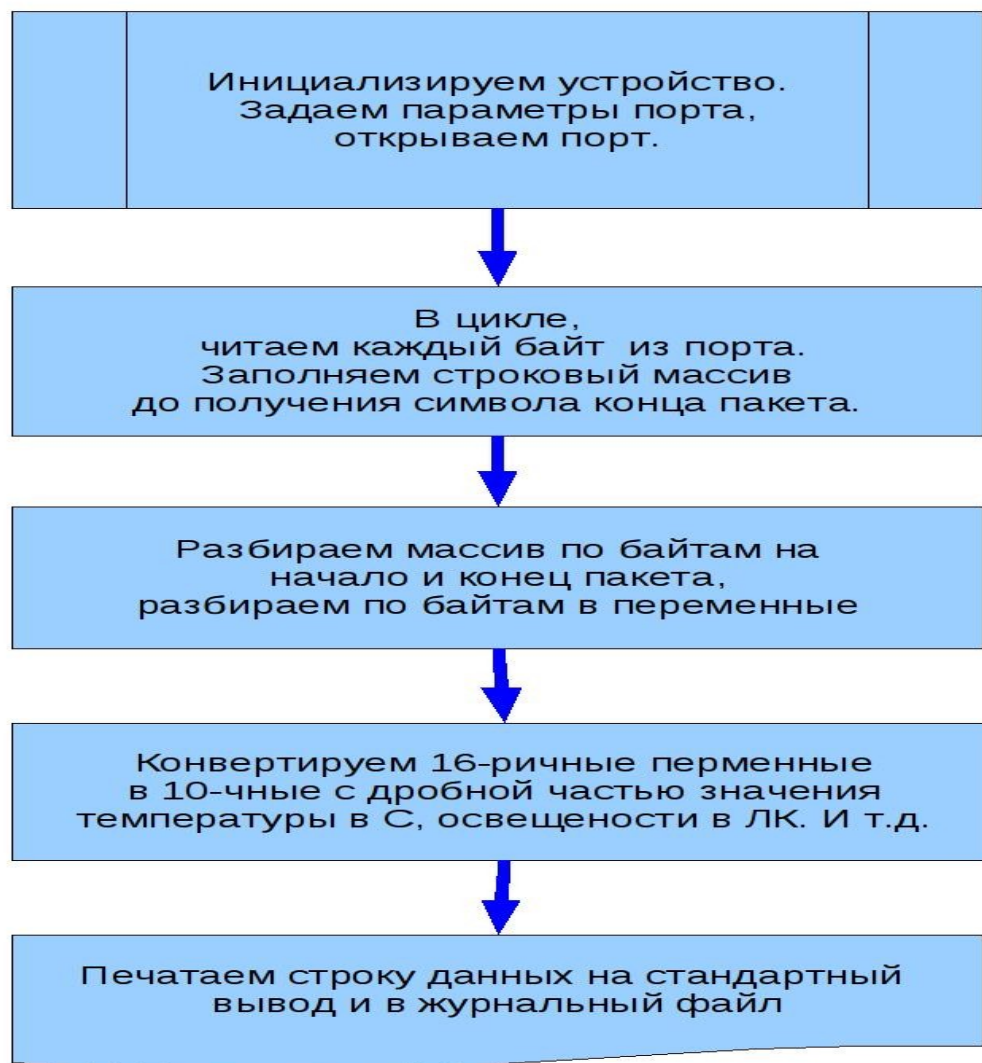 Инициализируем устройство.
Задаем параметры порта,
открываем порт.
В цикле,
читаем каждый байт из порта.
Заполняем строковый массив
до получения символа конца пакета.
Разбираем массив по байтам на
начало и конец пакета,
разбираем по байтам в переменные
Конвертируем 16-ричные перменные
в 10-чные с дробной частью значения
температуры в С, освещености в ЛК. И т.д.
Печатаем строку данных на стандартный
вывод и в журнальный файл